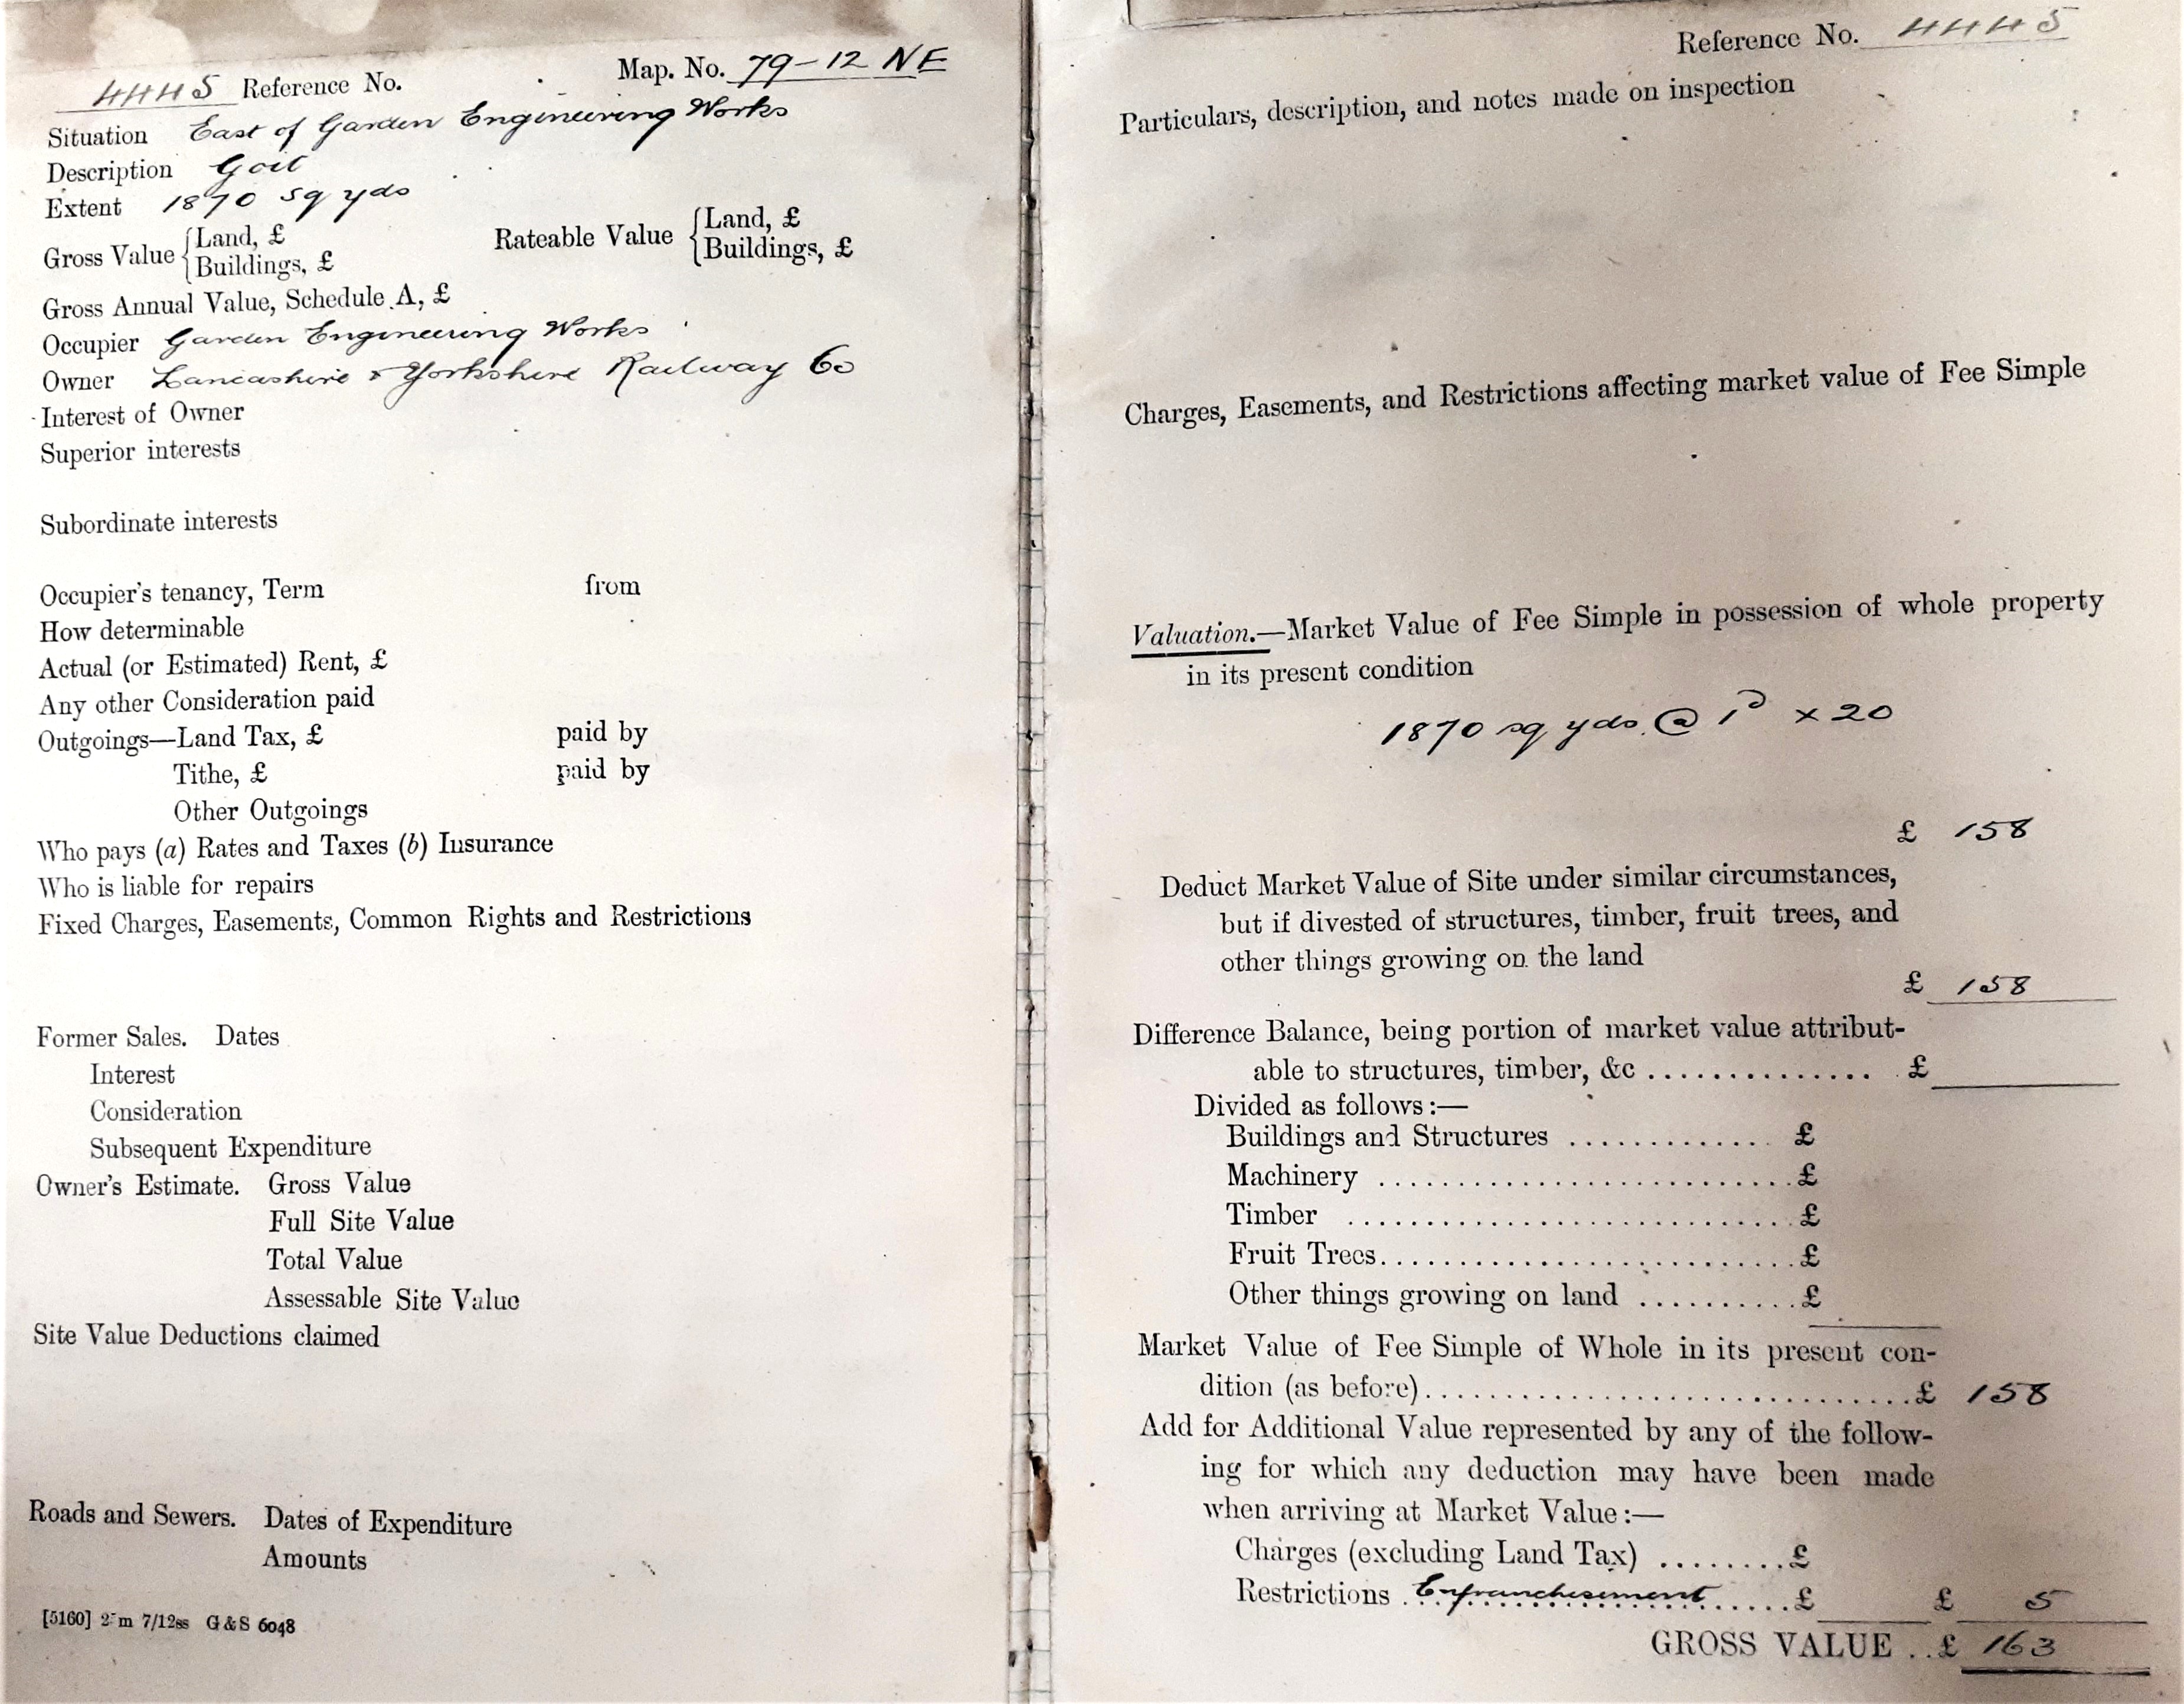 4445 Reference No. Map. No. 79-12 NE
Situation East of Garden Engineering Works
Description Goit
Extent 1870 sq yds
Gross Value { Land, £ Rateable Value { Land, £
Buildings, £ Buildings, £
Gross Annual Value, Schedule A, £
Occupier Garden Engineering Works
Owner Lancashire & Yorkshire Railway Co
Interest of Owner
Superior interests
Subordinate interests
Occupier's tenancy, Term from
How determinable
Actual (or Estimated) Rent, £
Any other Consideration paid
Outgoings—Land Tax, £ paid by
Tithe, £ paid by
Other Outgoings
Who pays (a) Rates and Taxes (b) Insurance
Who is liable for repairs
Fixed Charges, Easements, Common Rights and Restrictions
Former Sales. Dates
Interest
Consideration
Subsequent Expenditure
Owner's Estimate. Gross Value
Full Site Value
Total Value
Assessable Site Value
Site Value Deductions claimed
Roads and Sewers. Dates of Expenditure
Amounts
[5160] m 7/12ss G & S 6048
Reference No. 4445
Particulars, description, and notes made on inspection
Charges, Easements, and Restrictions affecting market value of Fee Simple
Valuation.—Market Value of Fee Simple in possession of whole property
in its present condition
1870 sq yds. @ 1D x 20
£ 158
Deduct Market Value of Site under similar circumstances,
but if divested of structures, timber, fruit trees, and
other things growing on the land
£ 158
Difference Balance, being portion of market value attribut-
able to structures, timber, &c .............. £
Divided as follows:—
Buildings and Structures ............. £
Machinery ............................ £
Timber .............................. £
Fruit Trees........................... £
Other things growing on land .......... £
Market Value of Fee Simple of Whole in its present con-
dition (as before)................................ £ 158
Add for Additional Value represented by any of the follow-
ing for which any deduction may have been made
when arriving at Market Value:—
Charges (excluding Land Tax) ........ £
Restrictions Enfranchisement ..... £ £ 5
GROSS VALUE .. £ 163